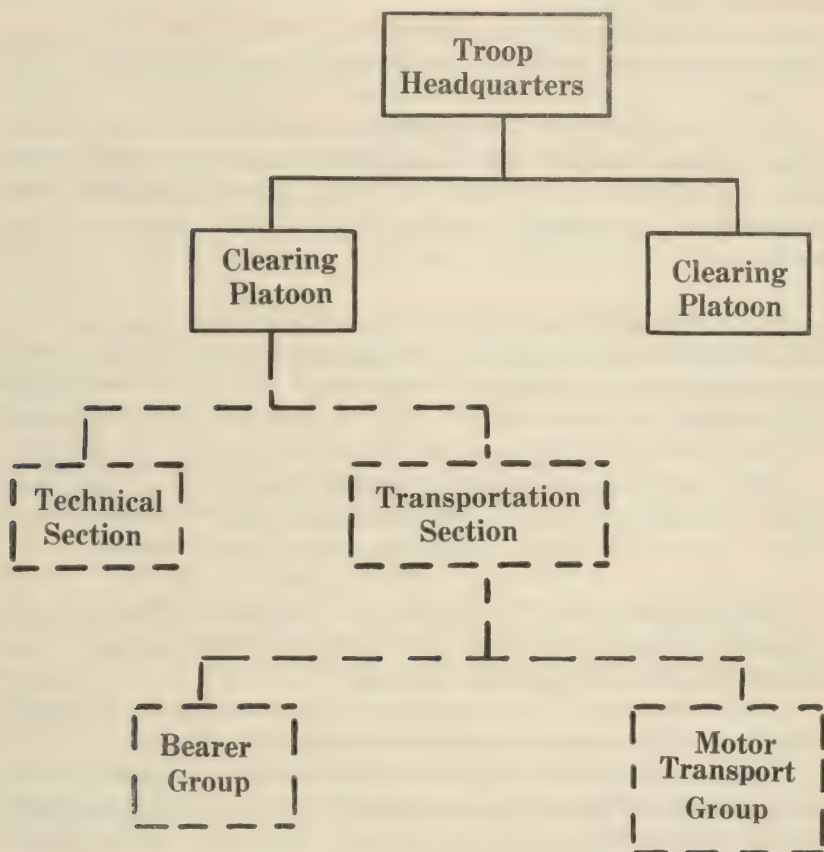 Troop
Headquarters
Clearing
Platoon
Clearing
Platoon
Technical
Section
Transportation
Section
Bearer
Group
Motor
Transport
Group